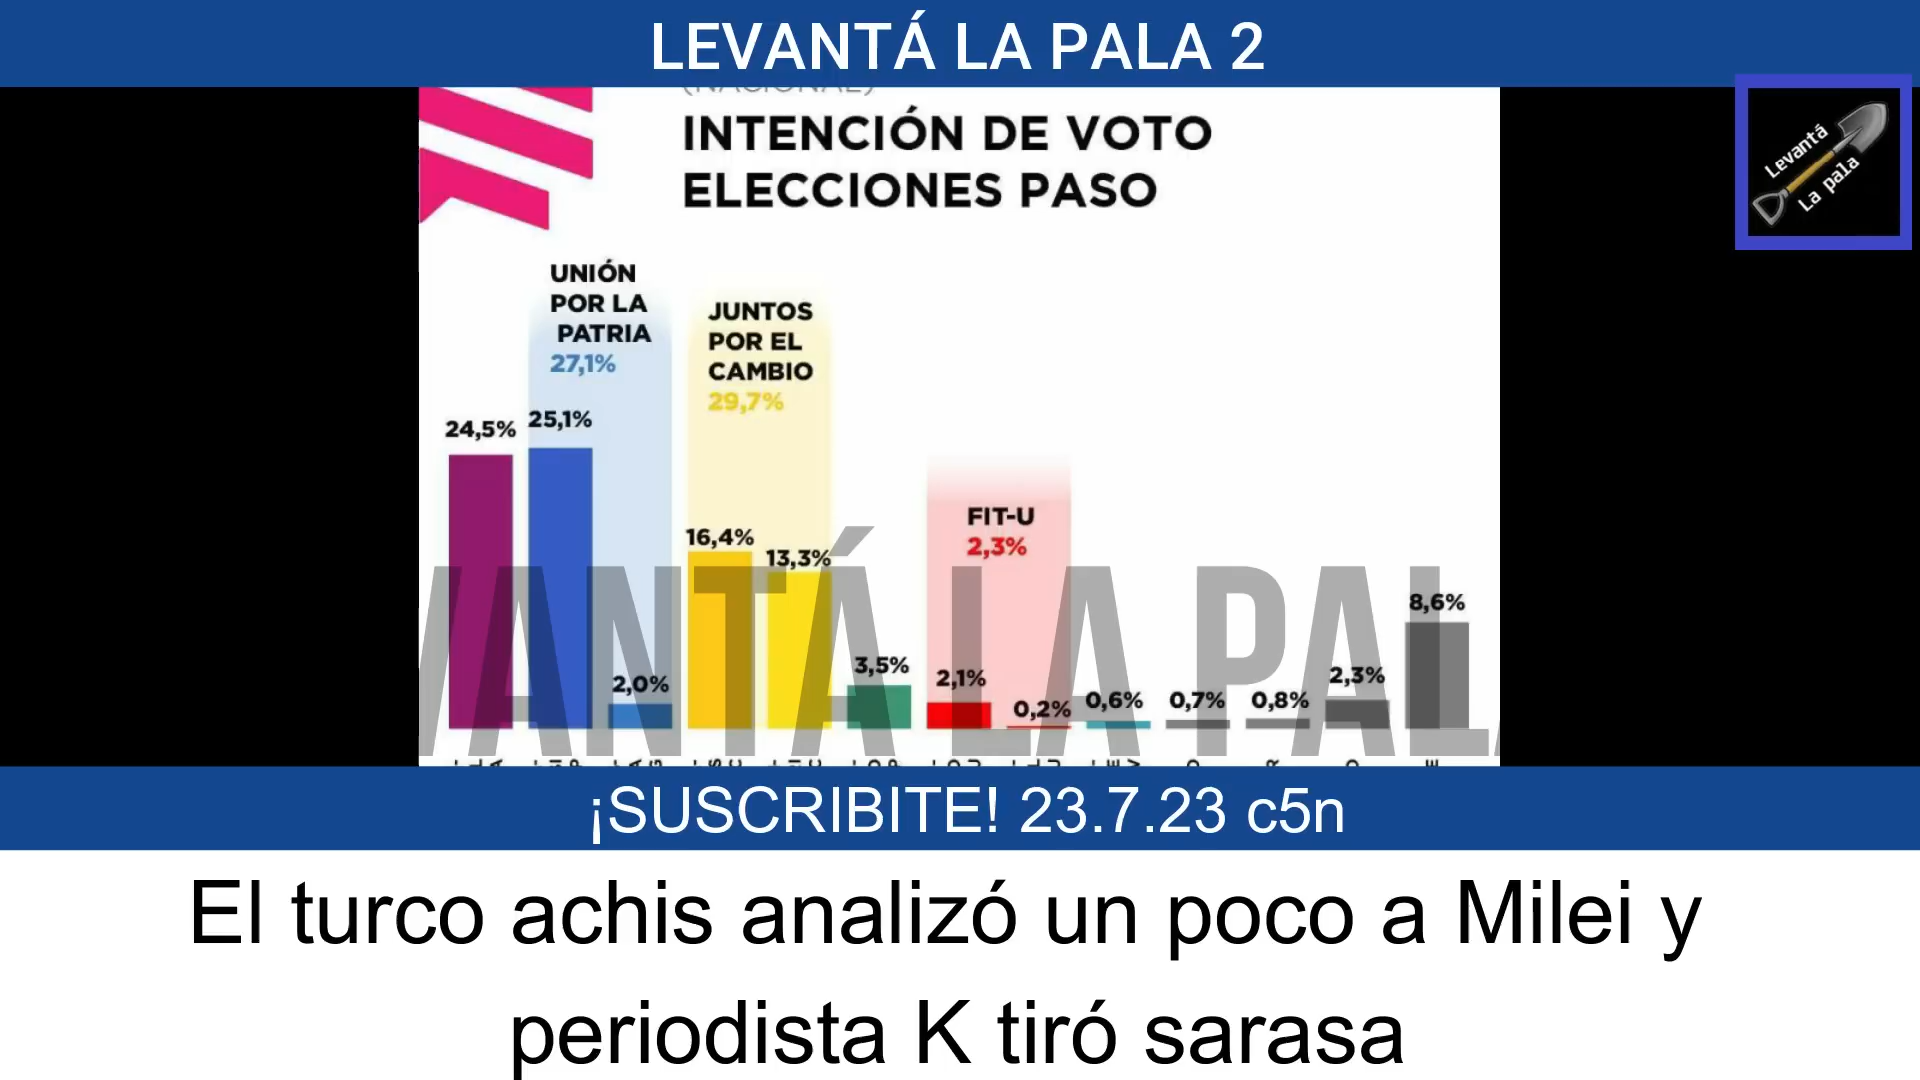 LEVANTÁ LA PALA 2
Levantá
La pala
INTENCIÓN DE VOTO
ELECCIONES PASO
UNIÓN
POR LA
PATRIA
27,1%
JUNTOS
POR EL
CAMBIO
29,7%
24,5%
25,1%
16,4%
13,3%
FIT-U
2,3%
8,6%
2,0%
3,5%
2,1%
0,2%
0,6%
0,7%
0,8%
2,3%
VANTÁ LA PAL
¡SUSCRIBITE! 23.7.23 c5n
El turco achis analizó un poco a Milei y
periodista K tiró sarasa